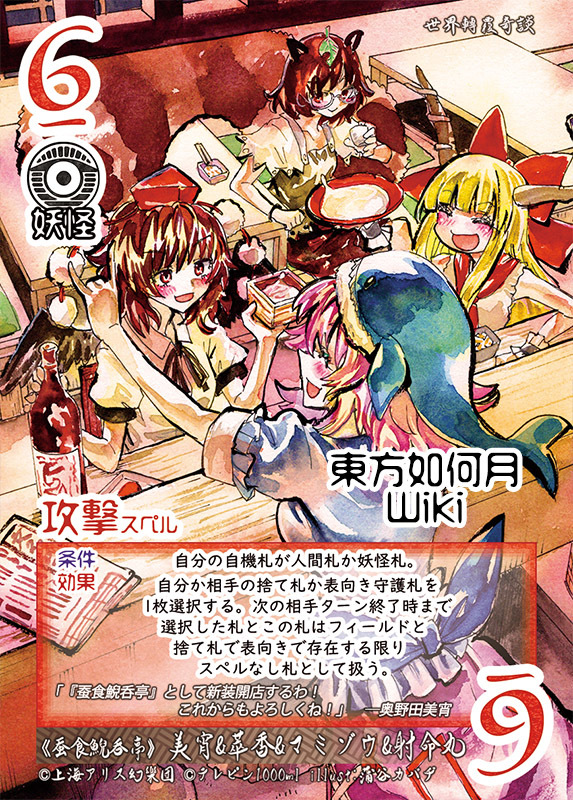 世界轉覆奇談
6
妖怪
東方如何月
Wiki
攻撃スペル
条件
自分の自機札が人間札か妖怪札。
効果
自分か相手の捨て札か表向き守護札を
1枚選択する。次の相手ターン終了時まで
選択した札とこの札はフィールドと
捨て札で表向きで存在する限り
スペルなし札として扱う。
「『蚕食鯢呑亭』として新装開店するわ！
これからもよろしくね！」 ―奥野田美宵
9
《蚕食鯢呑亭》美宵&萃香&マミゾウ&射命丸
©上海アリス幻樂団 ©テレピン1000ml illust 蒲谷カバヂ